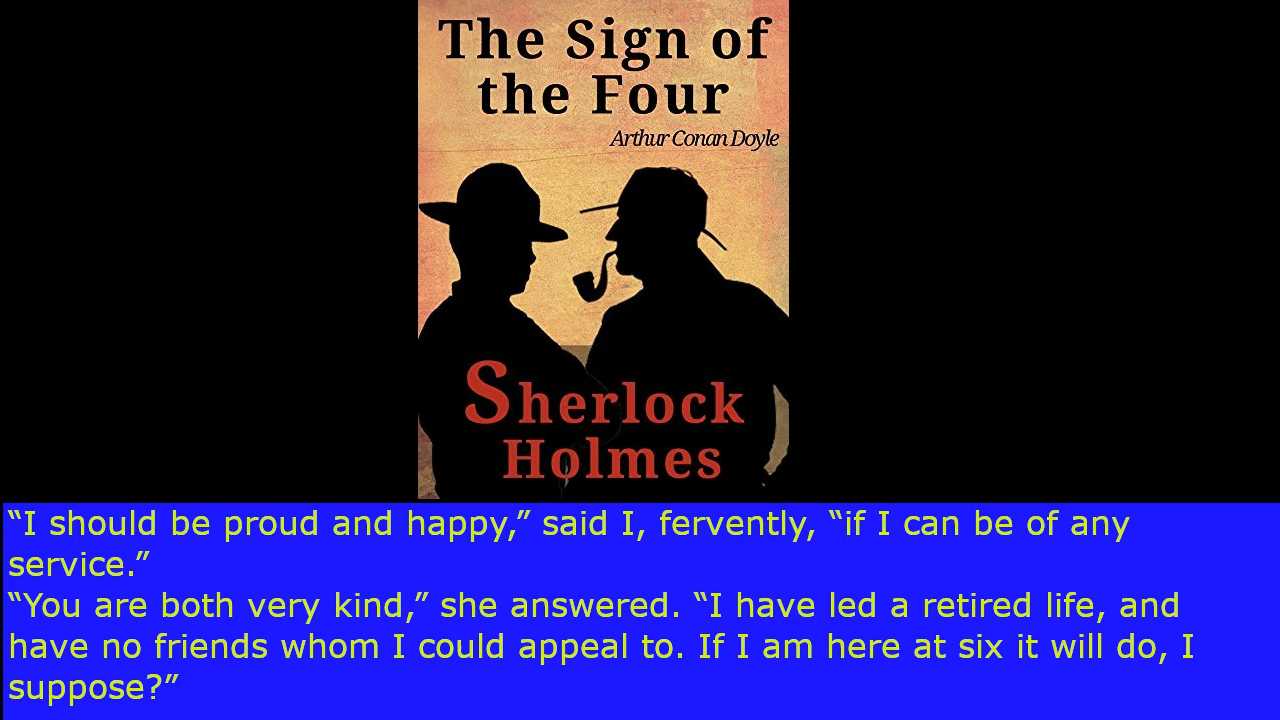 The Sign of
the Four
Arthur Conan Doyle
Sherlock
Holmes
“I should be proud and happy,” said I, fervently, “if I can be of any
service.”
“You are both very kind,” she answered. “I have led a retired life, and
have no friends whom I could appeal to. If I am here at six it will do, I
suppose?”